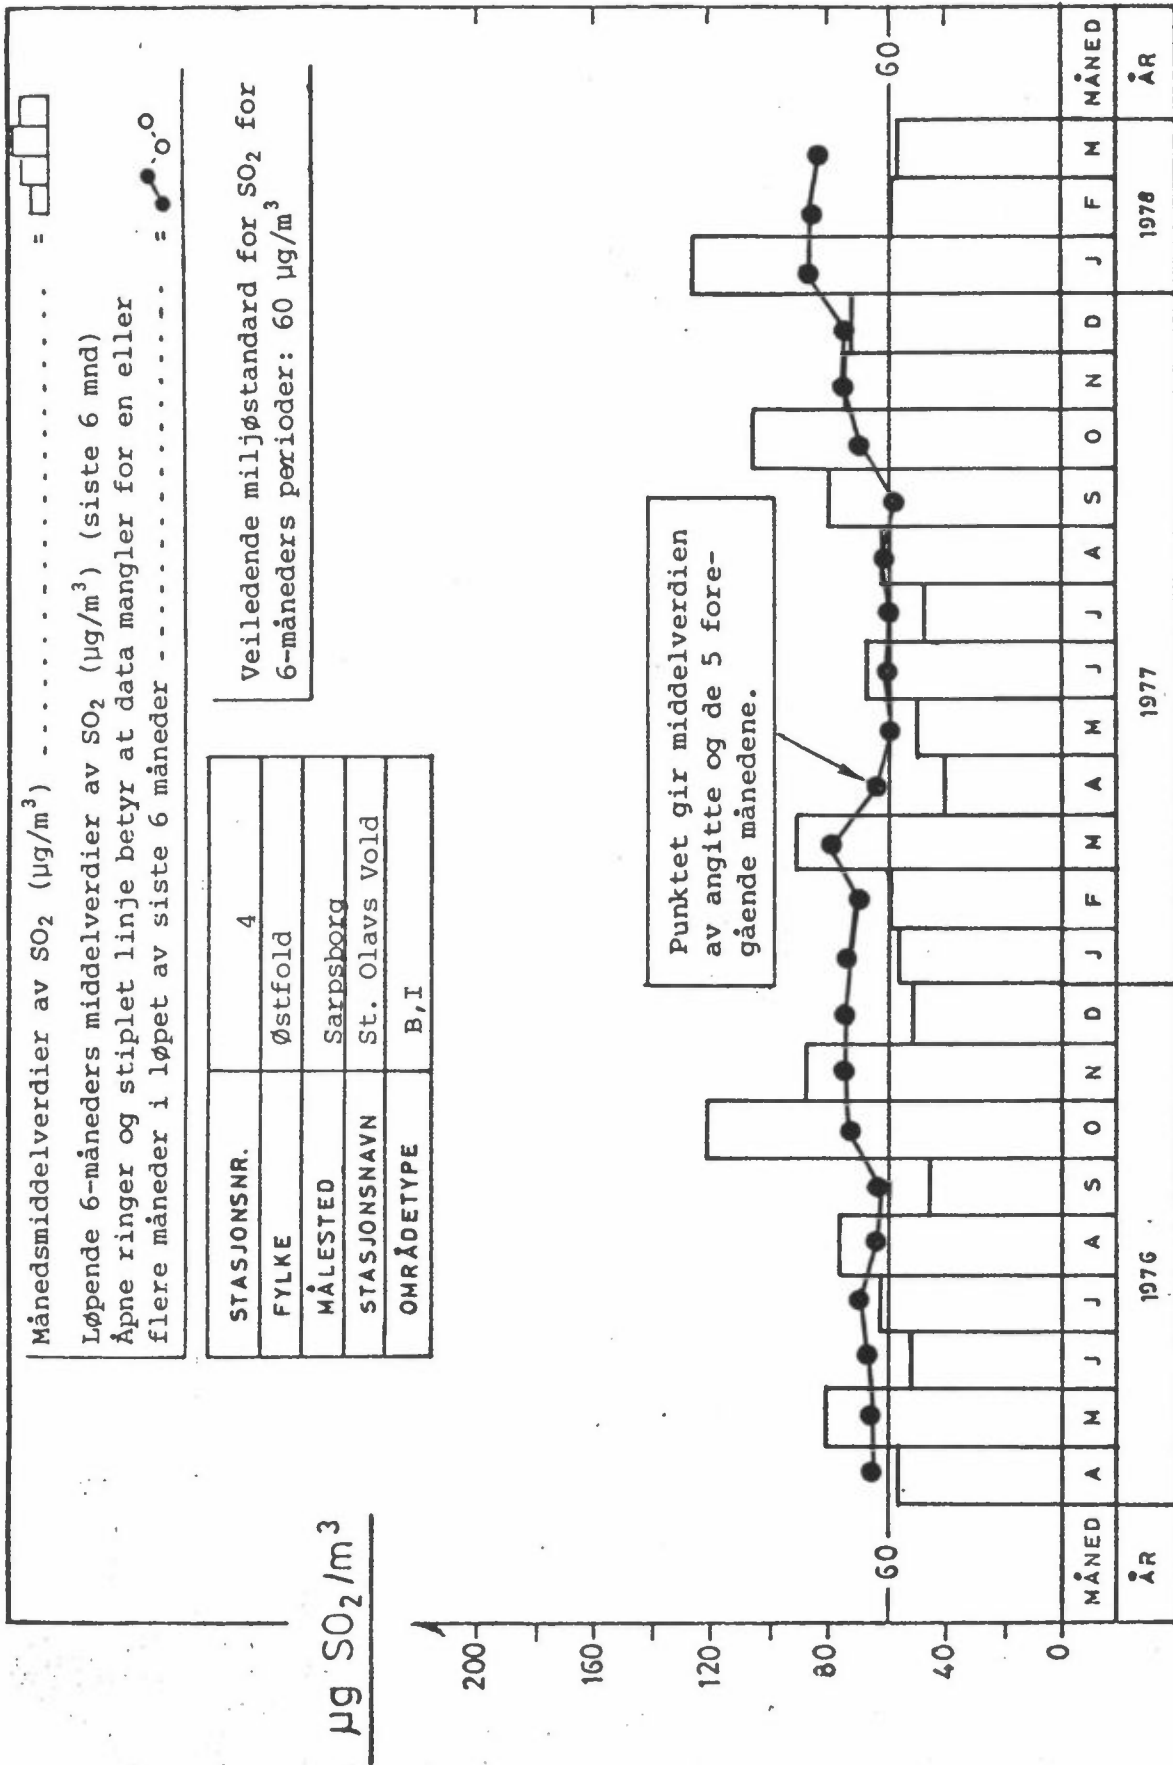 Månedsmiddelverdier av SO₂ (µg/m³) - . . . . . . . . . . . . . . . . . =
Løpende 6-måneders middelverdier av SO₂ (µg/m³) (siste 6 mnd)
Åpne ringer og stiplet linje betyr at data mangler for en eller
flere måneder i løpet av siste 6 måneder - - - - - - - - - - - - - - =
Veiledende miljøstandard for SO₂ for
6-måneders perioder: 60 µg/m³
STASJONSNR. 4
FYLKE Østfold
MÅLESTED Sarpsborg
STASJONSNAVN St. Olavs Vold
OMRÅDETYPE B,I
µg SO₂/m³
Punktet gir middelverdien
av angitte og de 5 fore-
gående månedene.
200
160
120
80
60 60
40
0
MÅNED A M J J A S O N D J F M A M J J A S O N D J F M MÅNED
ÅR 1976 1977 1978 ÅR